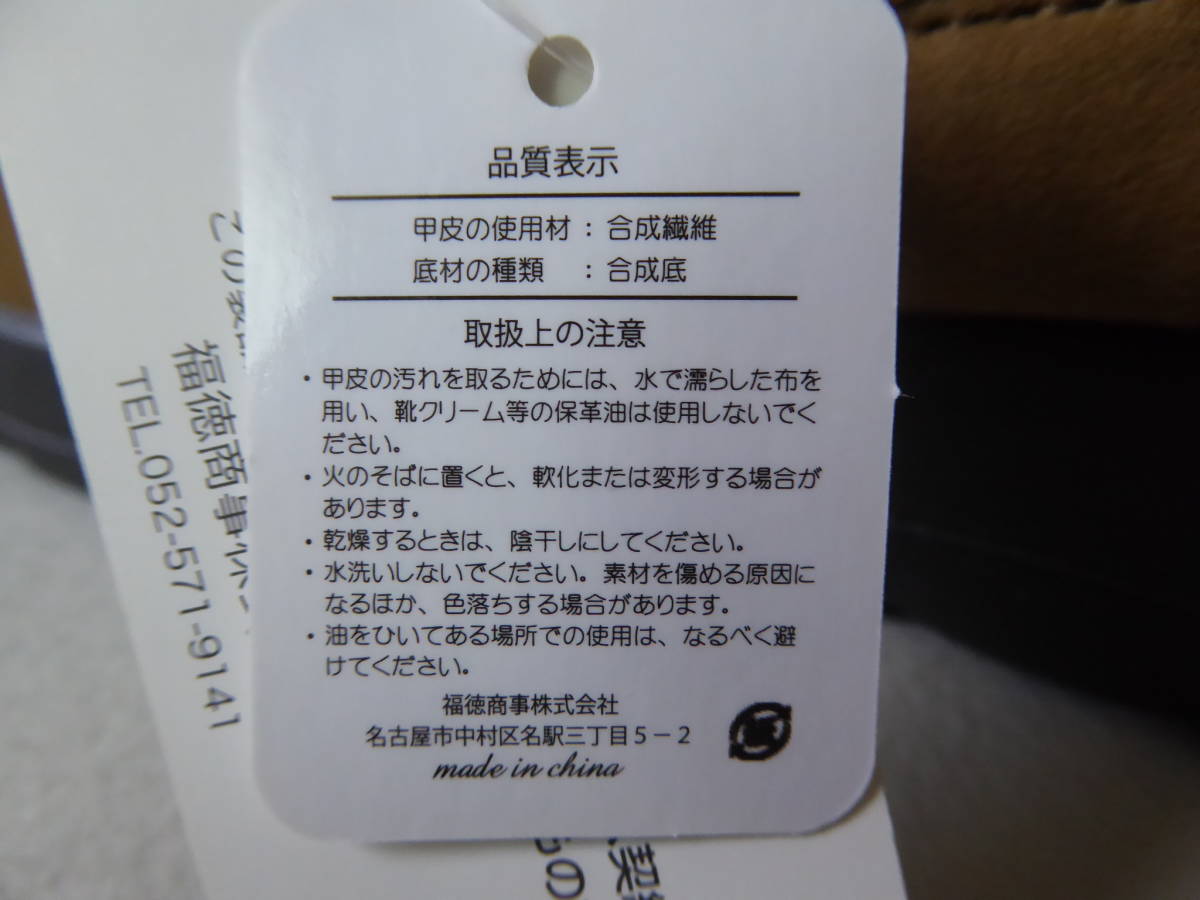 品質表示
甲皮の使用材 : 合成繊維
底材の種類 : 合成底
取扱上の注意
・甲皮の汚れを取るためには、水で濡らした布を
用い、靴クリーム等の保革油は使用しないでく
ださい。
・火のそばに置くと、軟化または変形する場合が
あります。
・乾燥するときは、陰干しにしてください。
・水洗いしないでください。素材を傷める原因に
なるほか、色落ちする場合があります。
・油をひいてある場所での使用は、なるべく避
けてください。
福徳商事株式会社
名古屋市中村区名駅三丁目5-2
made in china
この
福徳商事
TEL.052-571-9141
契
の